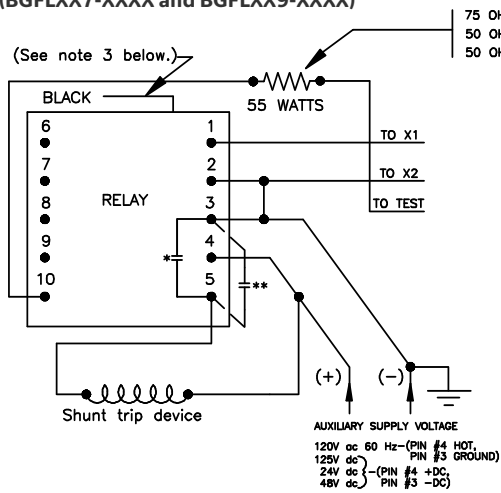 (BGFLXX7-XXXX and BGFLXX9-XXXX)
75 OH
50 OH
50 OH
(See note 3 below.)
BLACK
55 WATTS
6
1
TO X1
7
2
TO X2
RELAY
8
3
TO TEST
9
4
*
**
10
5
(+)
(-)
Shunt trip device
AUXILIARY SUPPLY VOLTAGE
120V ac 60 Hz-(PIN #4 HOT,
PIN #3 GROUND)
125V dc
24V dc }-(PIN #4 +DC,
48V dc PIN #3 -DC)